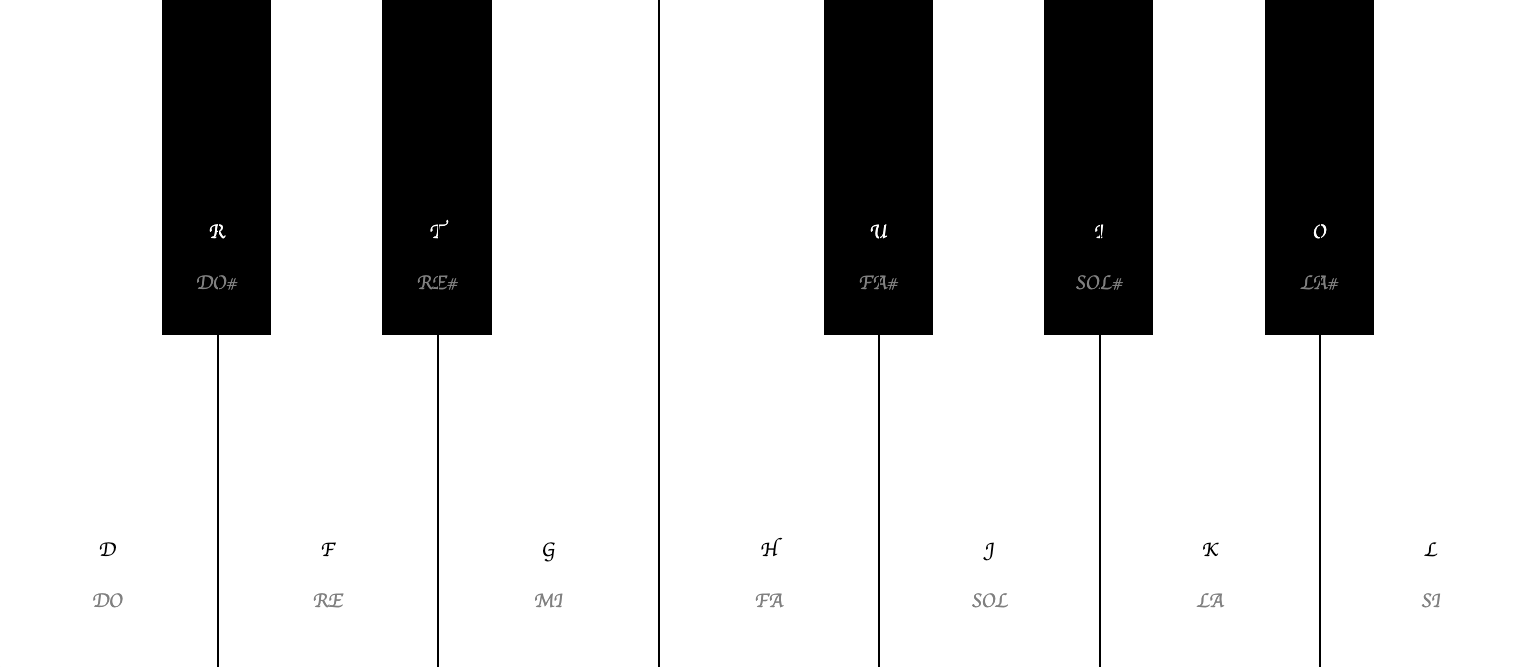 R T U I O
DO# RE# FA# SOL# LA#
D F G H J K L
DO RE MI FA SOL LA SI